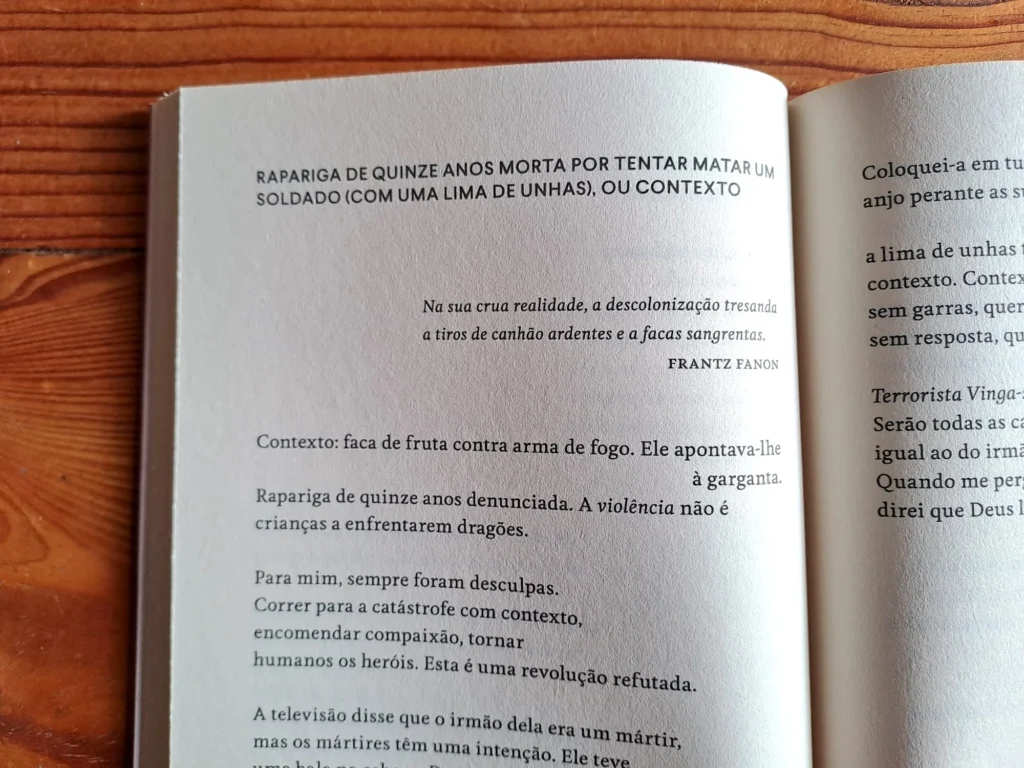 RAPARIGA DE QUINZE ANOS MORTA POR TENTAR MATAR UM
SOLDADO (COM UMA LIMA DE UNHAS), OU CONTEXTO
Na sua crua realidade, a descolonização tresanda
a tiros de canhão ardentes e a facas sangrentas.
FRANTZ FANON
Contexto: faca de fruta contra arma de fogo. Ele apontava-lhe
à garganta.
Rapariga de quinze anos denunciada. A violência não é
crianças a enfrentarem dragões.
Para mim, sempre foram desculpas.
Correr para a catástrofe com contexto,
encomendar compaixão, tornar
humanos os heróis. Esta é uma revolução refutada.
A televisão disse que o irmão dela era um mártir,
mas os mártires têm uma intenção. Ele teve
Coloquei-a em
anjo perante as
a lima de unhas
contexto.
sem garras,
sem resposta,
Terrorista
Serão todas as
igual ao do
Quando me
direi que Deus